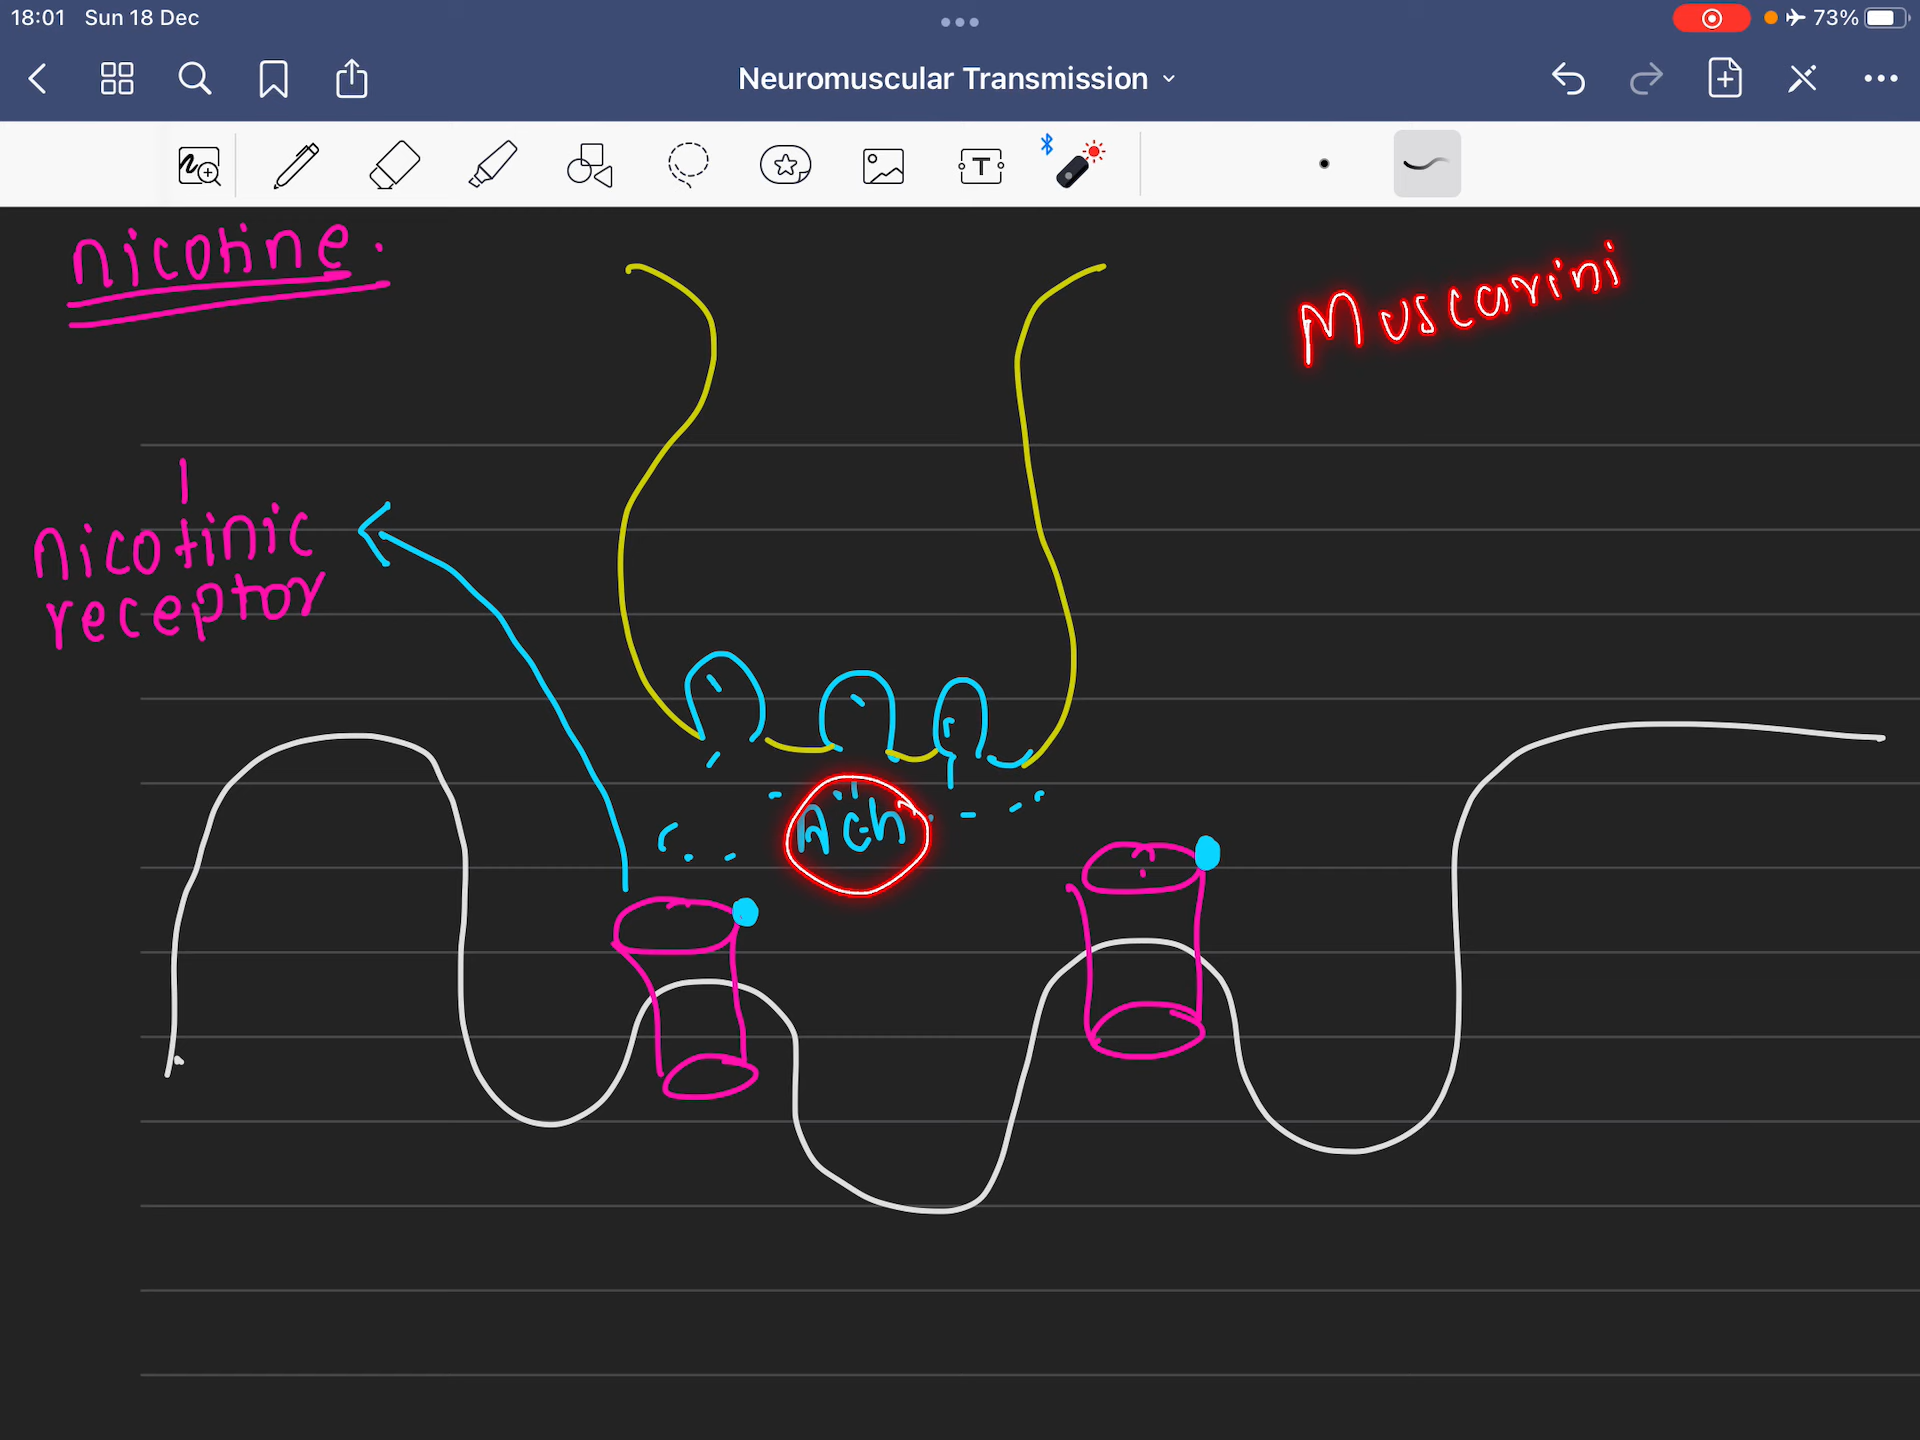 18:01 Sun 18 Dec
73%
Neuromuscular Transmission
T
nicotine.
Muscarini
nicotinic
receptor
Ach